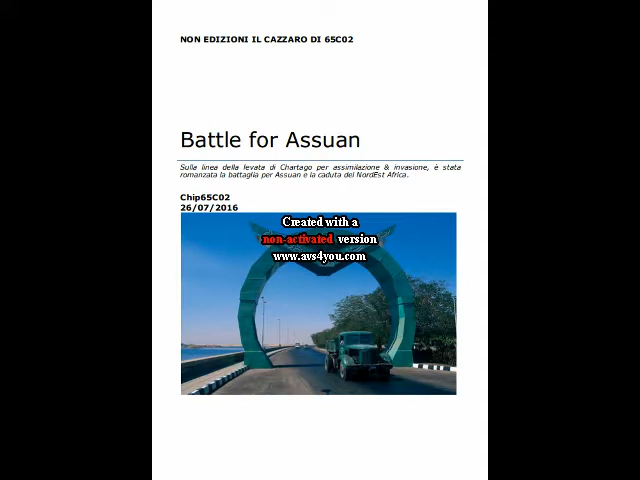 NON EDIZIONI IL CAZZARO DI 65C02
Battle for Assuan
Sulla linea della levata di Chartago per assimilazione & invasione, è stata
romanzata la battaglia per Assuan e la caduta del NordEst Africa.
Chip65C02
26/07/2016
Created with a
non-activated version
www.avs4you.com